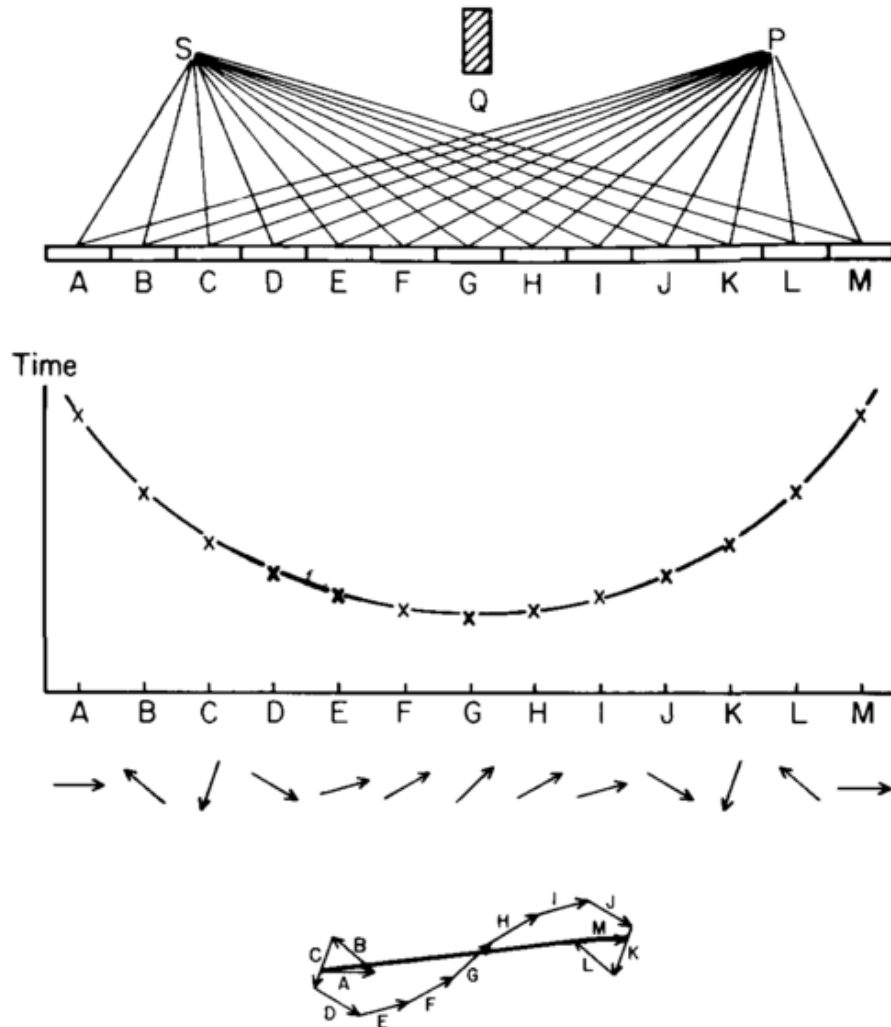 S P
Q
A B C D E F G H I J K L M
Time
A B C D E F G H I J K L M
H I J
C B M K
A G L
D E F